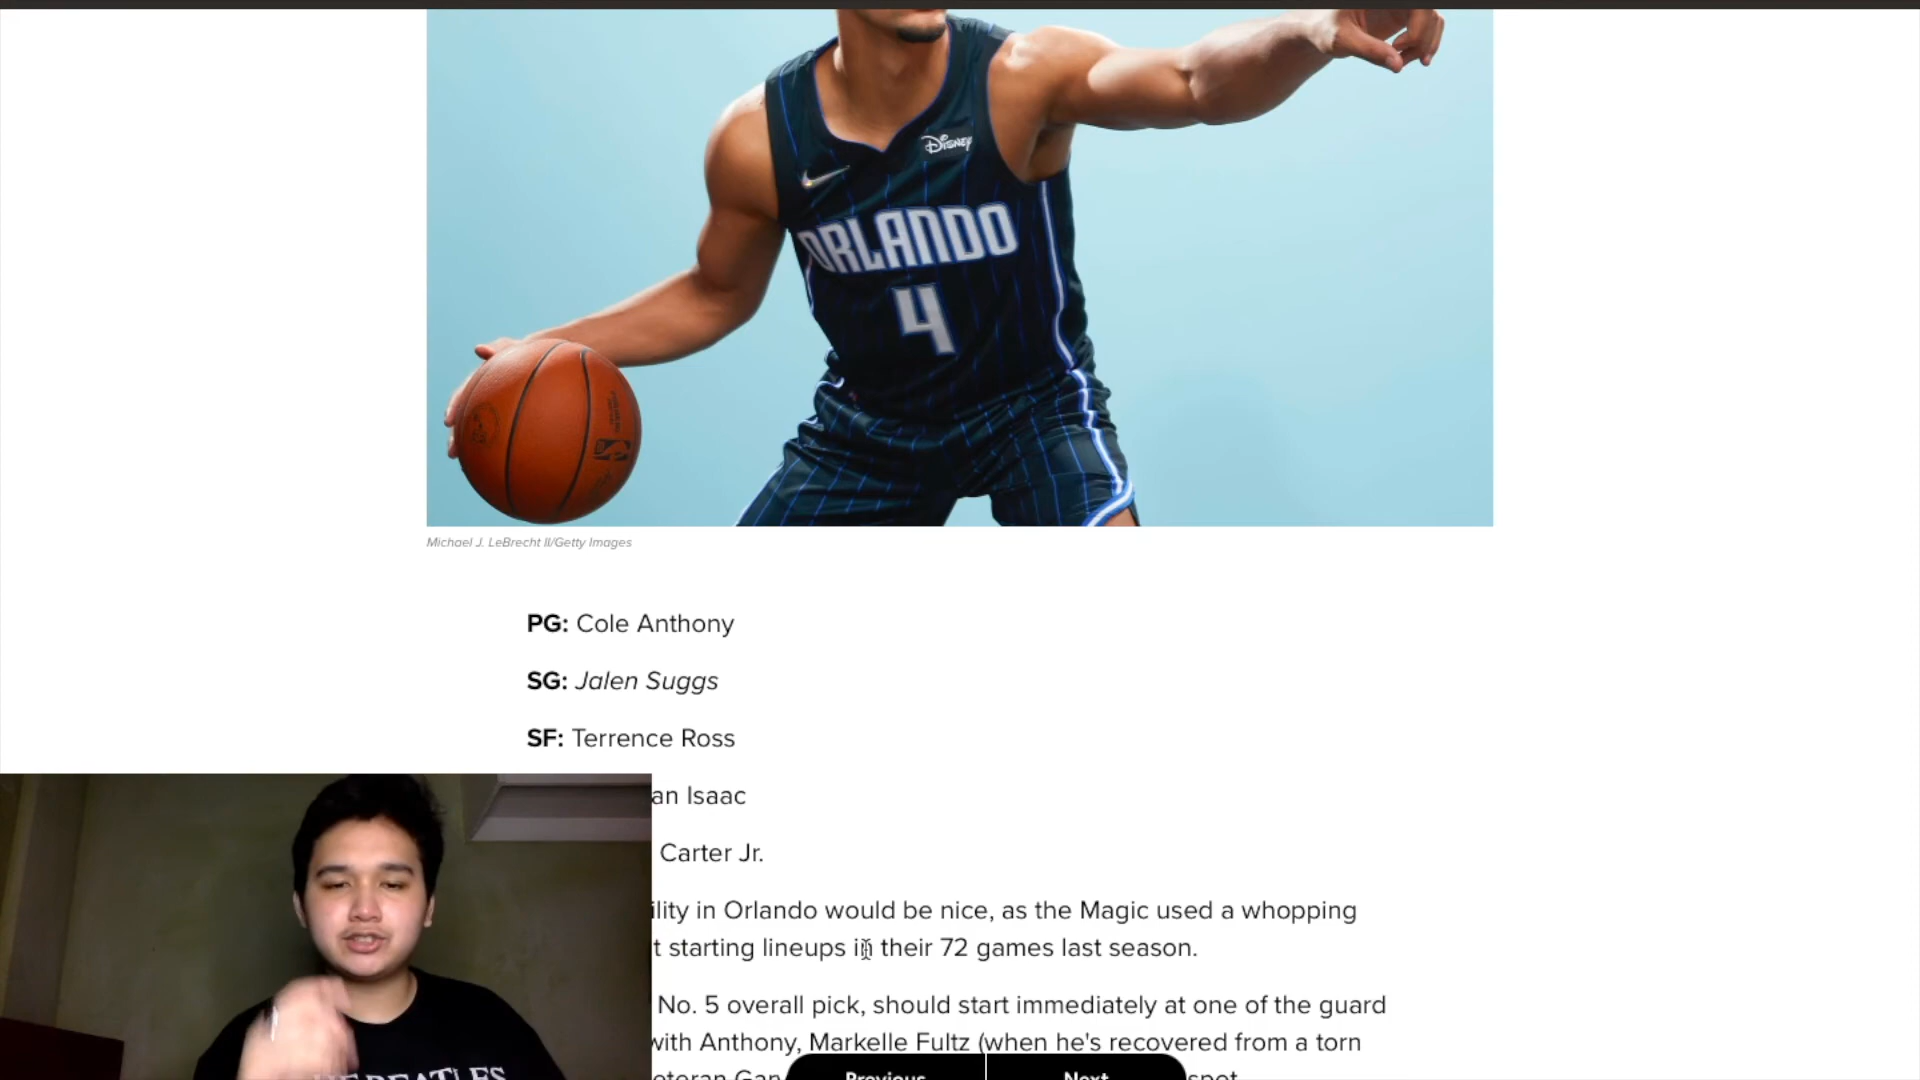 Disney
ORLANDO
4
Michael J. LeBrecht II/Getty Images
PG: Cole Anthony
SG: Jalen Suggs
SF: Terrence Ross
Isaac
Carter Jr.
in Orlando would be nice, as the Magic used a whopping
starting lineups in their 72 games last season.
No. 5 overall pick, should start immediately at one of the guard
with Anthony, Markelle Fultz (when he's recovered from a torn
Previous
Next
spot
THE BEATLES